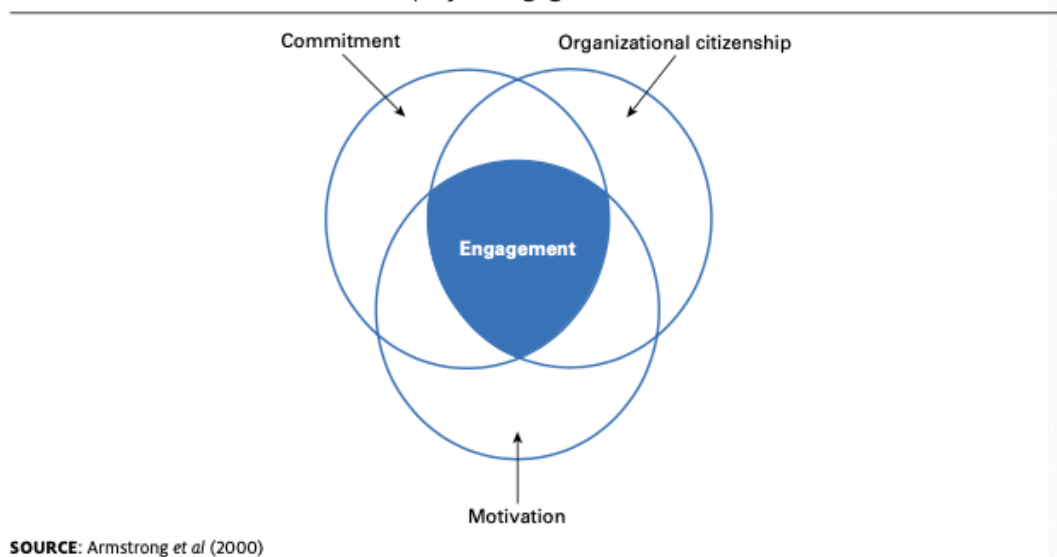 Commitment
Organizational citizenship
Engagement
Motivation
SOURCE: Armstrong et al (2000)